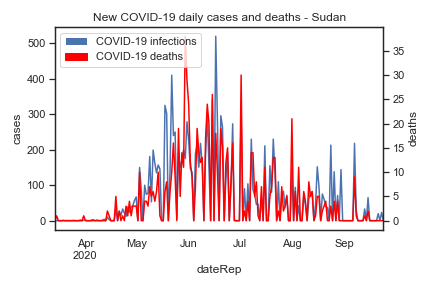 New COVID-19 daily cases and deaths - Sudan
COVID-19 infections
COVID-19 deaths
500
400
300
200
100
0
cases
35
30
25
20
15
10
5
0
deaths
Apr
2020
May
Jun
Jul
Aug
Sep
dateRep